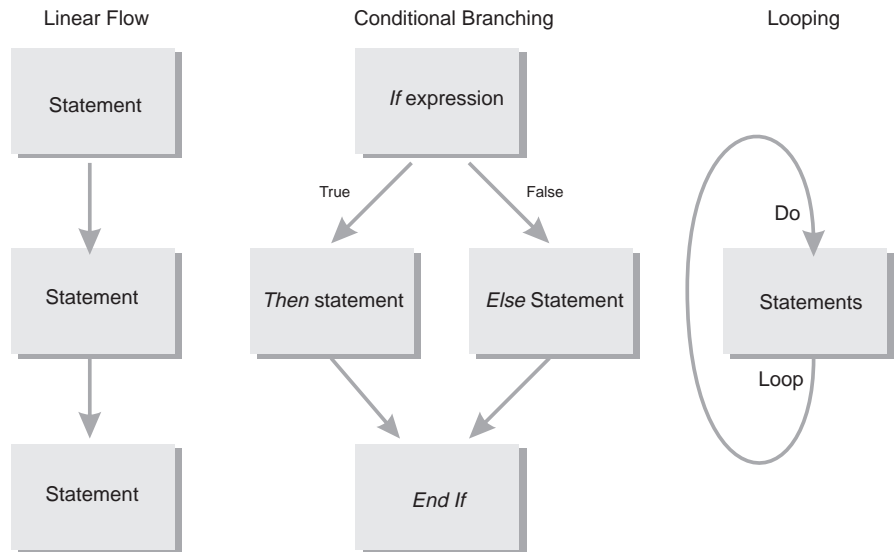 Linear Flow
Conditional Branching
Looping
Statement
If expression
True
False
Do
Statement
Then statement
Else Statement
Statements
Loop
Statement
End If